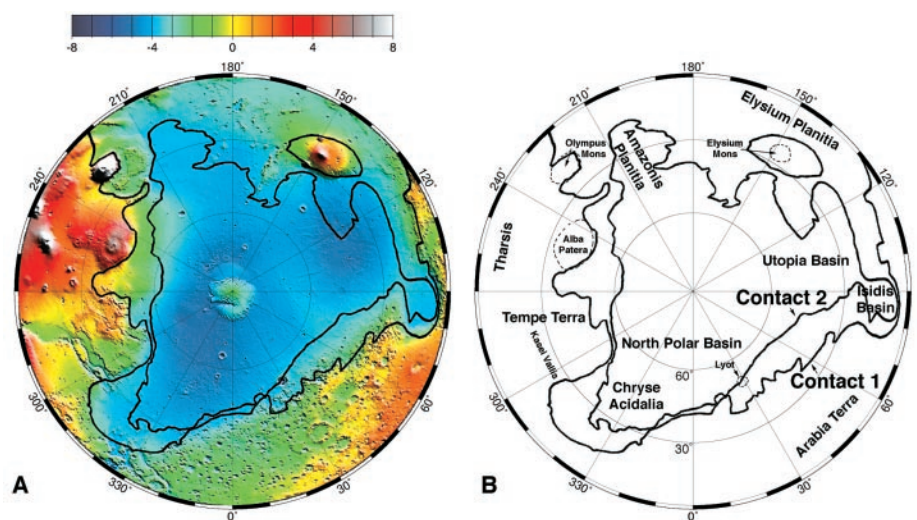 -8 -4 0 4 8
180°
210°
150°
240°
120°
300°
60°
330°
30°
0°
A
180°
210°
150°
Elysium Planitia
240°
Olympus
Mons
Amazonis
Planitia
Elysium
Mons
120°
Tharsis
Alba
Patera
Utopia Basin
Contact 2
Isidis
Basin
Tempe Terra
Kasei Vallis
North Polar Basin
Lyot
60°
Contact 1
Chryse
Acidalia
300°
60°
30°
Arabia Terra
330°
30°
0°
B